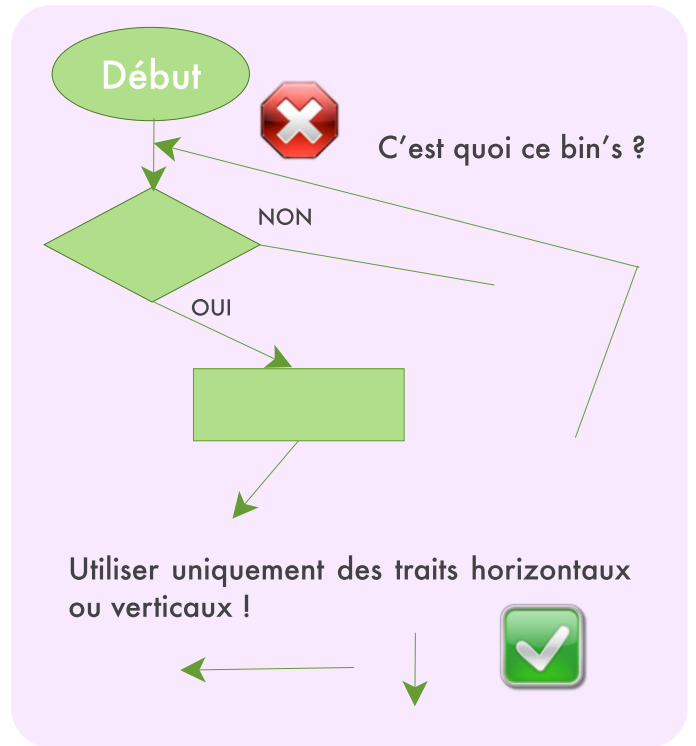 Début
C’est quoi ce bin’s ?
NON
OUI
Utiliser uniquement des traits horizontaux
ou verticaux !